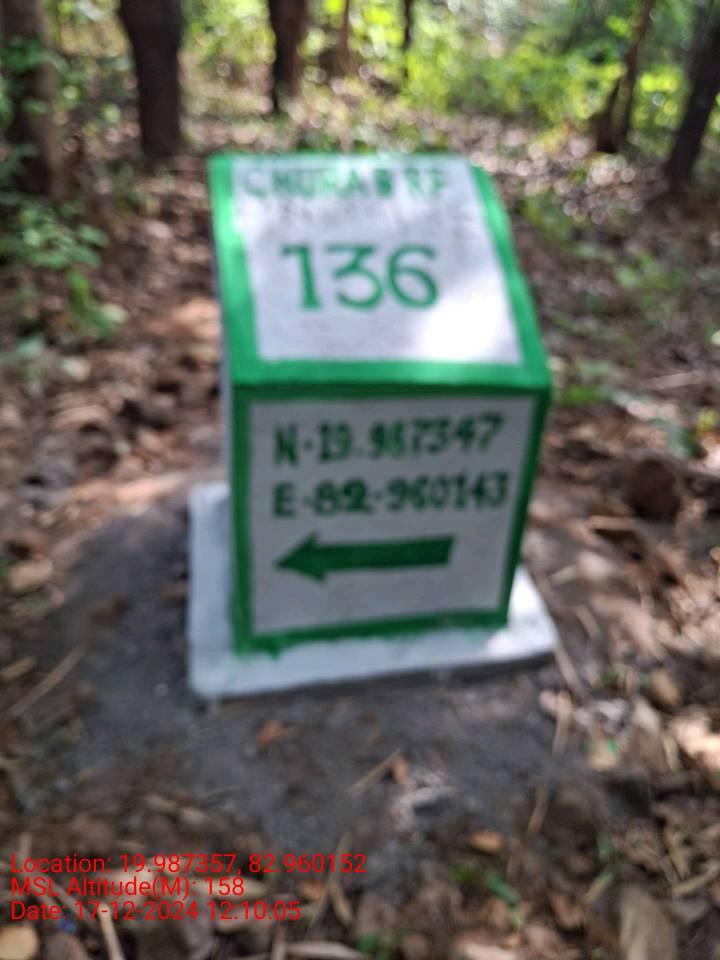 136
N·19.987347
E·82·960143
Location: 19.987357, 82.960152
MSL Altitude(M): 158
Date: 17-12-2024 12:10:05